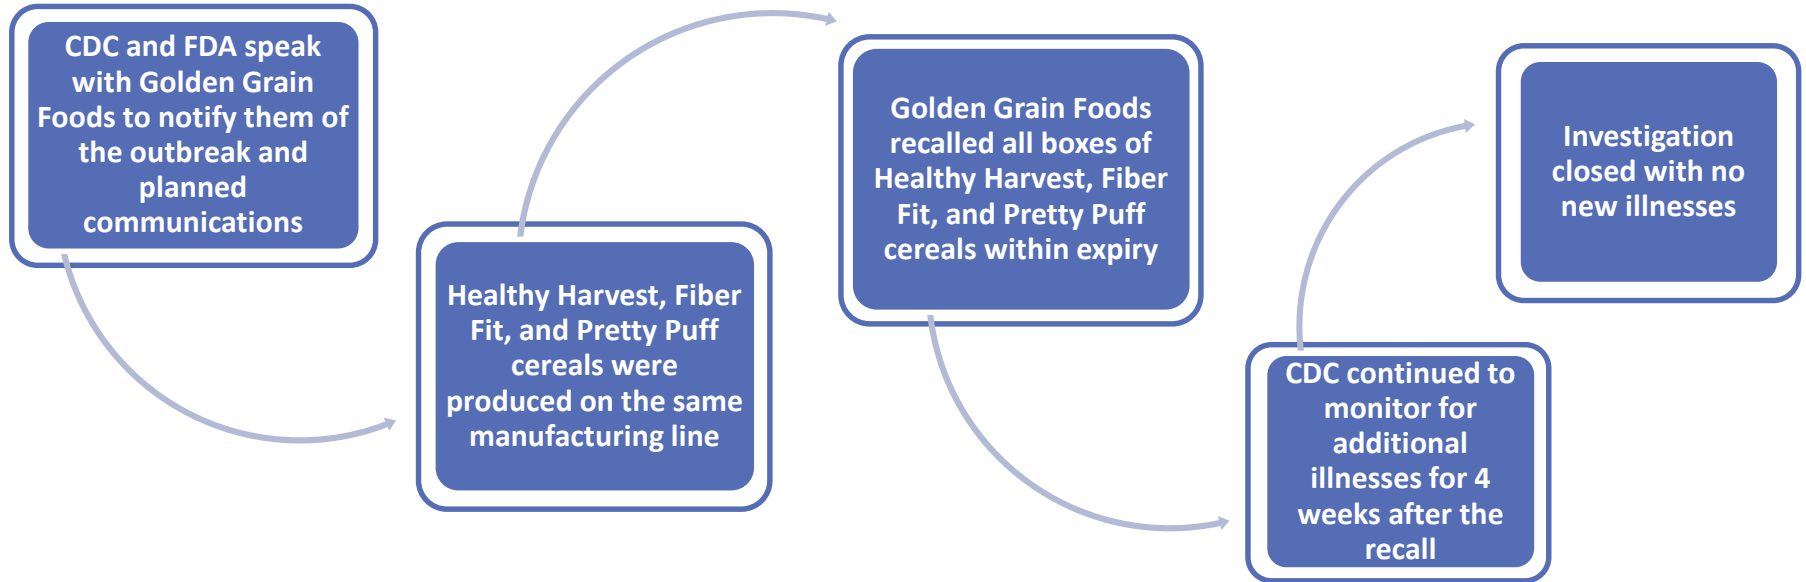 CDC and FDA speak
with Golden Grain
Foods to notify them of
the outbreak and
planned
communications
Healthy Harvest, Fiber
Fit, and Pretty Puff
cereals were
produced on the same
manufacturing line
Golden Grain Foods
recalled all boxes of
Healthy Harvest, Fiber
Fit, and Pretty Puff
cereals within expiry
CDC continued to
monitor for
additional
illnesses for 4
weeks after the
recall
Investigation
closed with no
new illnesses